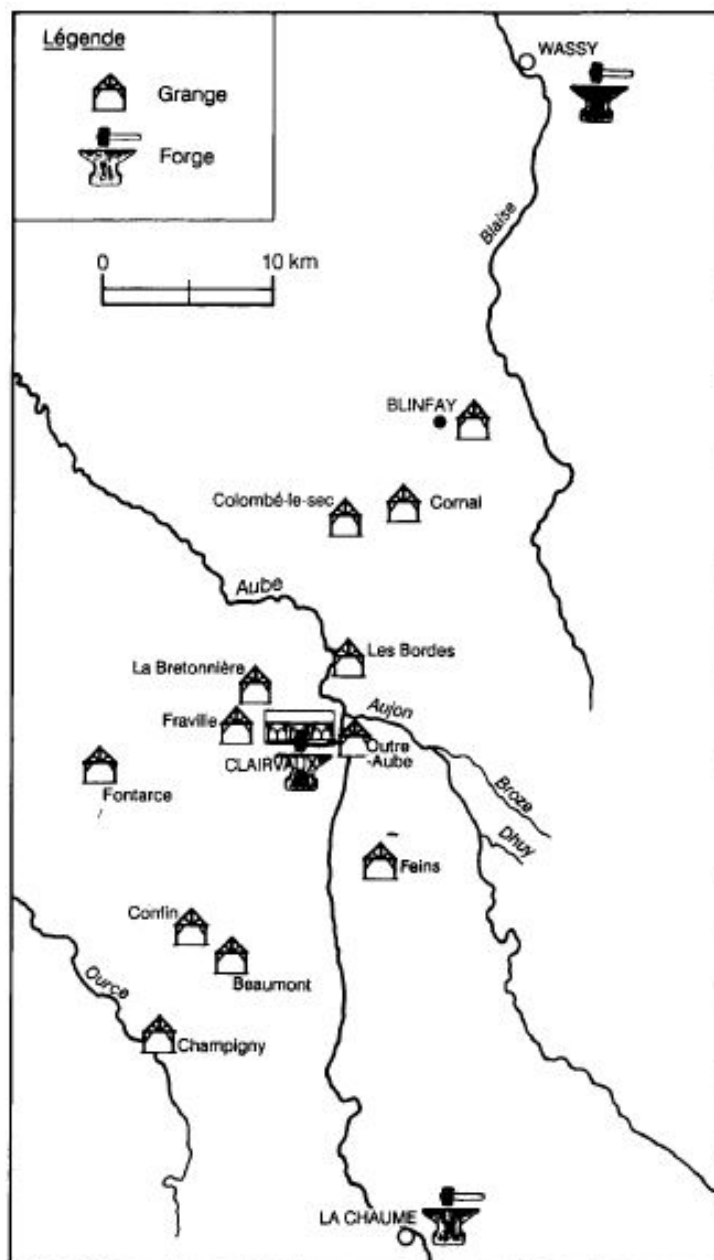 Légende
Grange
Forge
0 10 km
WASSY
Blaise
BLINFAY
Colombé-le-sec
Cornal
Aube
Les Bordes
La Bretonnière
Aujon
Fraville
Outre
-Aube
CLAIRVAUX
Fontarce
Broze
Dhuy
Feins
Conflin
Beaumont
Ource
Champigny
LA CHAUME